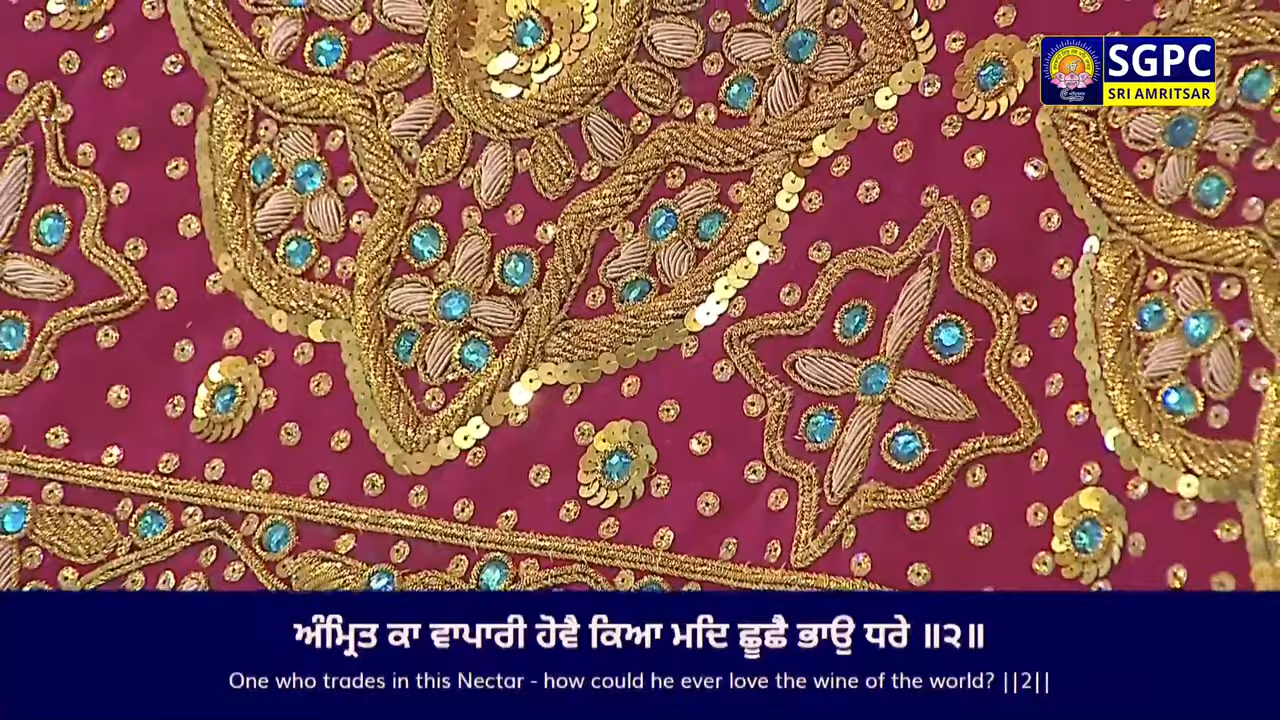 SGPC
SRI AMRITSAR
ਅੰਮ੍ਰਿਤ ਕਾ ਵਾਪਾਰੀ ਹੋਵੈ ਕਿਆ ਮਦਿ ਛੂਛੈ ਭਾਉ ਧਰੇ ॥੨॥
One who trades in this Nectar - how could he ever love the wine of the world? ||2||